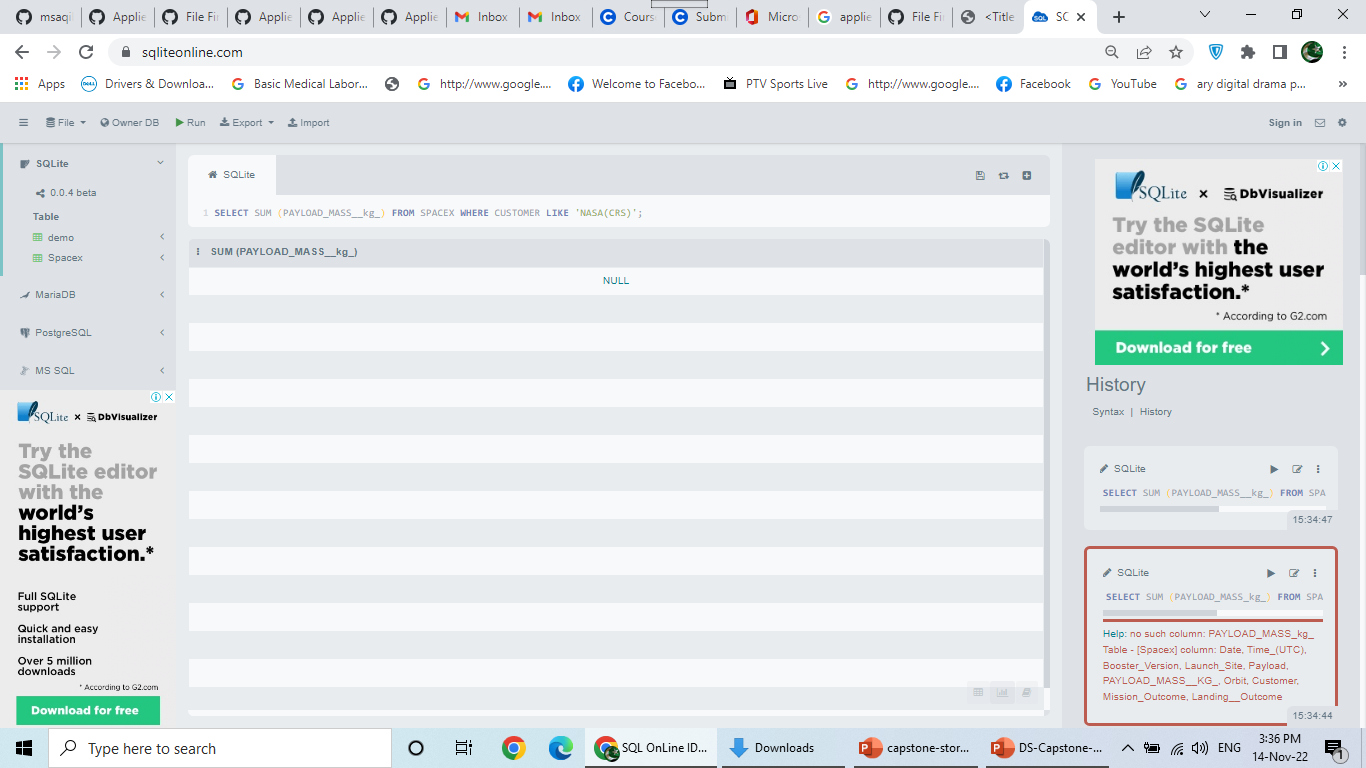 msaqi Applie File Fin Applie Applie Applie Inbox Inbox Cours Subm Micro applie File Fin <Title SC
sqliteonline.com
Apps Drivers & Downloa... Basic Medical Labor... http://www.google.... Welcome to Facebo... PTV Sports Live http://www.google.... Facebook YouTube ary digital drama p... »
File Owner DB Run Export Import Sign in
SQLite
0.0.4 beta
Table
demo
Spacex
MariaDB
PostgreSQL
MS SQL
SQLite × DbVisualizer
Try the
SQLite editor
with the
world's
highest user
satisfaction.*
Full SQLite
support
Quick and easy
installation
Over 5 million
downloads
* According to G2.com
Download for free
SQLite
1 SELECT SUM (PAYLOAD_MASS__kg_) FROM SPACEX WHERE CUSTOMER LIKE 'NASA(CRS)';
SUM (PAYLOAD_MASS__kg_)
NULL
SQLite × DbVisualizer
Try the SQLite
editor with the
world's highest user
satisfaction.*
* According to G2.com
Download for free
History
Syntax | History
SQLite
SELECT SUM (PAYLOAD_MASS__kg_) FROM SPA
15:34:47
SQLite
SELECT SUM (PAYLOAD_MASS_kg_) FROM SPA
Help: no such column: PAYLOAD_MASS_kg_
Table - [Spacex] column: Date, Time_(UTC),
Booster_Version, Launch_Site, Payload,
PAYLOAD_MASS__KG_, Orbit, Customer,
Mission_Outcome, Landing__Outcome
15:34:44
Type here to search
SQL OnLine ID... Downloads capstone-stor... DS-Capstone-... ENG
3:36 PM
14-Nov-22
1